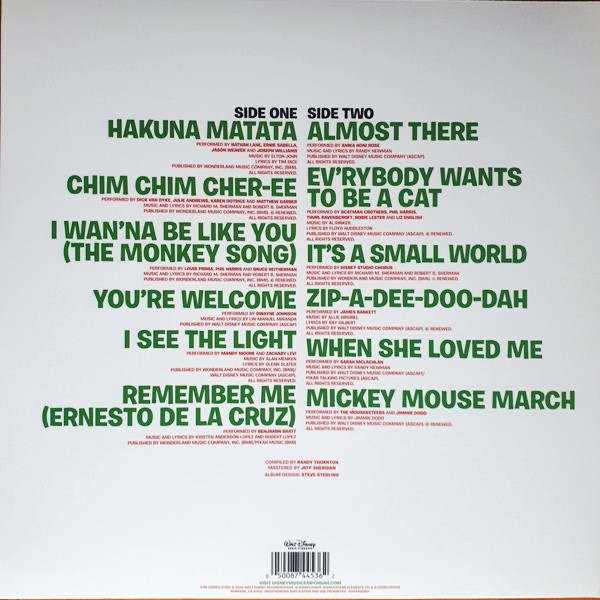 SIDE ONE
HAKUNA MATATA
PERFORMED BY NATHAN LANE, ERNIE SABELLA,
JASON WEAVER AND JOSEPH WILLIAMS
MUSIC BY ELTON JOHN
LYRICS BY TIM RICE
PUBLISHED BY WONDERLAND MUSIC COMPANY, INC. (BMI).
ALL RIGHTS RESERVED.
CHIM CHIM CHER-EE
PERFORMED BY DICK VAN DYKE, JULIE ANDREWS, KAREN DOTRICE AND MATTHEW GARBER
MUSIC AND LYRICS BY RICHARD M. SHERMAN AND ROBERT B. SHERMAN
PUBLISHED BY WONDERLAND MUSIC COMPANY, INC. (BMI). @ RENEWED.
ALL RIGHTS RESERVED.
I WAN'NA BE LIKE YOU
(THE MONKEY SONG)
PERFORMED BY LOUIS PRIMA, PHIL HARRIS AND BRUCE REITHERMAN
MUSIC AND LYRICS BY RICHARD M. SHERMAN AND ROBERT B. SHERMAN
PUBLISHED BY WONDERLAND MUSIC COMPANY, INC. (BMI). @ RENEWED.
ALL RIGHTS RESERVED.
YOU'RE WELCOME
PERFORMED BY DWAYNE JOHNSON
MUSIC AND LYRICS BY LIN-MANUEL MIRANDA
PUBLISHED BY WALT DISNEY MUSIC COMPANY (ASCAP).
ALL RIGHTS RESERVED.
I SEE THE LIGHT
PERFORMED BY MANDY MOORE AND ZACHARY LEVI
MUSIC BY ALAN MENKEN
LYRICS BY GLENN SLATER
PUBLISHED BY WONDERLAND MUSIC COMPANY, INC. (BMI)/
WALT DISNEY MUSIC COMPANY (ASCAP).
ALL RIGHTS RESERVED.
REMEMBER ME
(ERNESTO DE LA CRUZ)
PERFORMED BY BENJAMIN BRATT
MUSIC AND LYRICS BY KRISTEN ANDERSON-LOPEZ AND ROBERT LOPEZ
PUBLISHED BY WONDERLAND MUSIC COMPANY, INC. (BMI)/PIXAR MUSIC (BMI)
SIDE TWO
ALMOST THERE
PERFORMED BY ANIKA NONI ROSE
MUSIC AND LYRICS BY RANDY NEWMAN
PUBLISHED BY WALT DISNEY MUSIC COMPANY (ASCAP).
ALL RIGHTS RESERVED.
EV'RYBODY WANTS
TO BE A CAT
PERFORMED BY SCATMAN CROTHERS, PHIL HARRIS,
THURL RAVENSCROFT, ROBIE LESTER AND LIZ ENGLISH
MUSIC BY AL RINKER
LYRICS BY FLOYD HUDDLESTON
PUBLISHED BY WALT DISNEY MUSIC COMPANY (ASCAP). @ RENEWED.
ALL RIGHTS RESERVED.
IT'S A SMALL WORLD
PERFORMED BY DISNEY STUDIO CHORUS
MUSIC AND LYRICS BY RICHARD M. SHERMAN AND ROBERT B. SHERMAN
PUBLISHED BY WONDERLAND MUSIC COMPANY, INC. (BMI). @ RENEWED.
ALL RIGHTS RESERVED.
ZIP-A-DEE-DOO-DAH
PERFORMED BY JAMES BASKETT
MUSIC BY ALLIE WRUBEL
LYRICS BY RAY GILBERT
PUBLISHED BY WALT DISNEY MUSIC COMPANY (ASCAP). @ RENEWED.
ALL RIGHTS RESERVED.
WHEN SHE LOVED ME
PERFORMED BY SARAH MCLACHLAN
MUSIC AND LYRICS BY RANDY NEWMAN
PUBLISHED BY WALT DISNEY MUSIC COMPANY (ASCAP)/
PIXAR TALKING PICTURES (ASCAP).
ALL RIGHTS RESERVED.
MICKEY MOUSE MARCH
PERFORMED BY THE MOUSEKETEERS AND JIMMIE DODD
MUSIC AND LYRICS BY JIMMIE DODD
PUBLISHED BY WALT DISNEY MUSIC COMPANY (ASCAP). @ RENEWED.
ALL RIGHTS RESERVED.
COMPILED BY RANDY THORNTON
MASTERED BY JEFF SHERIDAN
ALBUM DESIGN: STEVE STERLING
Walt Disney
RECORDS
8 50087 44536 2
VISIT DISNEYMUSICEMPORIUM.COM